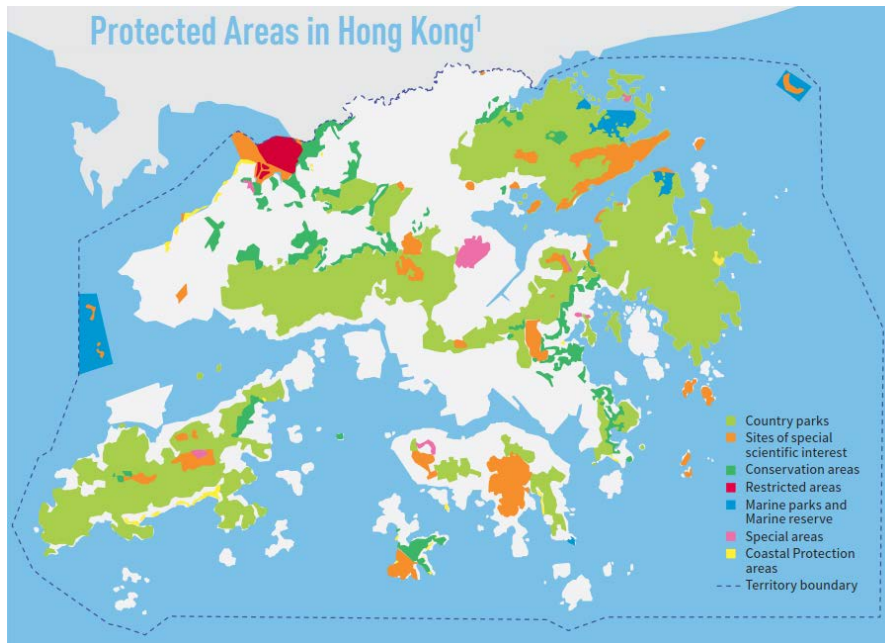 Protected Areas in Hong Kong¹
Country parks
Sites of special
scientific interest
Conservation areas
Restricted areas
Marine parks and
Marine reserve
Special areas
Coastal Protection
areas
Territory boundary